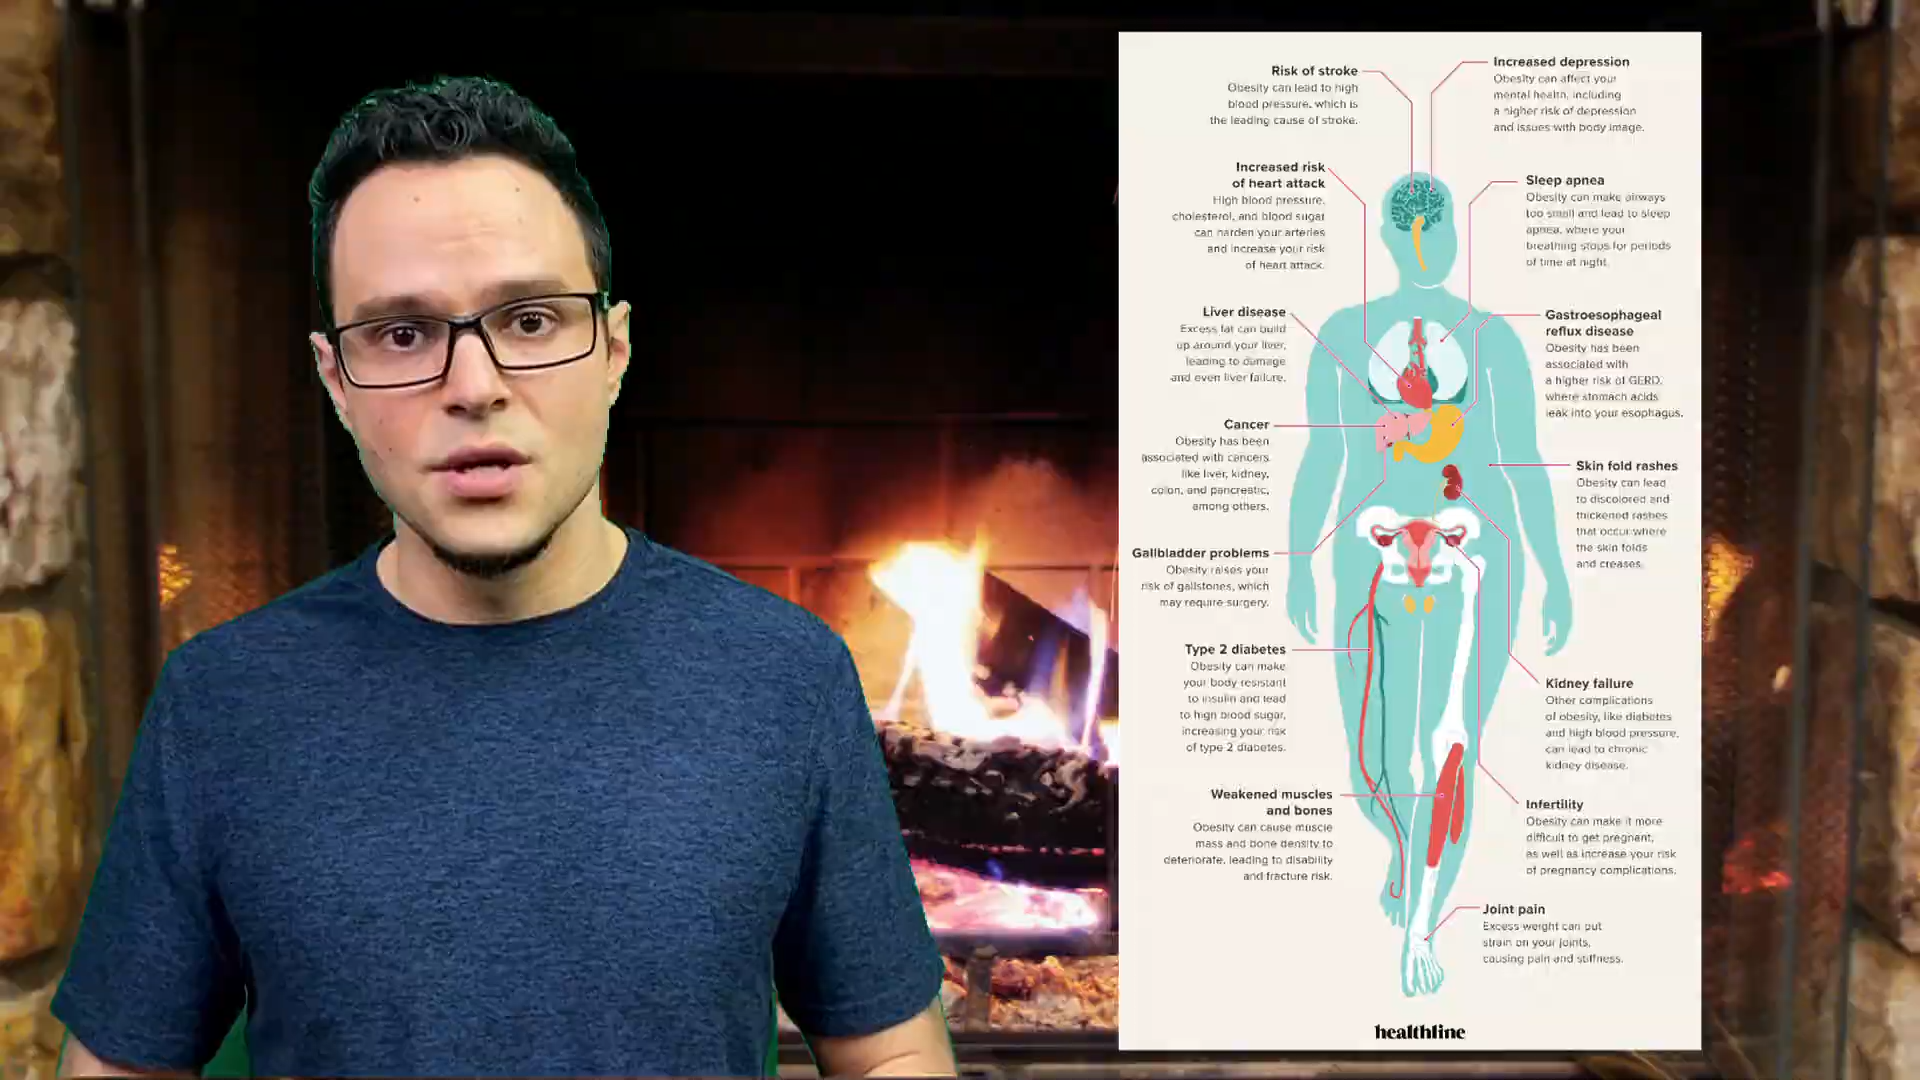 Risk of stroke
Obesity can lead to high
blood pressure, which is
the leading cause of stroke.
Increased risk
of heart attack
High blood pressure,
cholesterol, and blood sugar
can harden your arteries
and increase your risk
of heart attack.
Liver disease
Excess fat can build
up around your liver,
leading to damage
and even liver failure.
Cancer
Obesity has been
associated with cancers
like liver, kidney,
colon, and pancreatic,
among others.
Gallbladder problems
Obesity raises your
risk of gallstones, which
may require surgery.
Type 2 diabetes
Obesity can make
your body resistant
to insulin and lead
to high blood sugar,
increasing your risk
of type 2 diabetes.
Weakened muscles
and bones
Obesity can cause muscle
mass and bone density to
deteriorate, leading to disability
and fracture risk.
Increased depression
Obesity can affect your
mental health, including
a higher risk of depression
and issues with body image.
Sleep apnea
Obesity can make airways
too small and lead to sleep
apnea, where your
breathing stops for periods
of time at night.
Gastroesophageal
reflux disease
Obesity has been
associated with
a higher risk of GERD,
where stomach acids
leak into your esophagus.
Skin fold rashes
Obesity can lead
to discolored and
thickened rashes
that occur where
the skin folds
and creases.
Kidney failure
Other complications
of obesity, like diabetes
and high blood pressure,
can lead to chronic
kidney disease.
Infertility
Obesity can make it more
difficult to get pregnant,
as well as increase your risk
of pregnancy complications.
Joint pain
Excess weight can put
strain on your joints,
causing pain and stiffness.
healthline